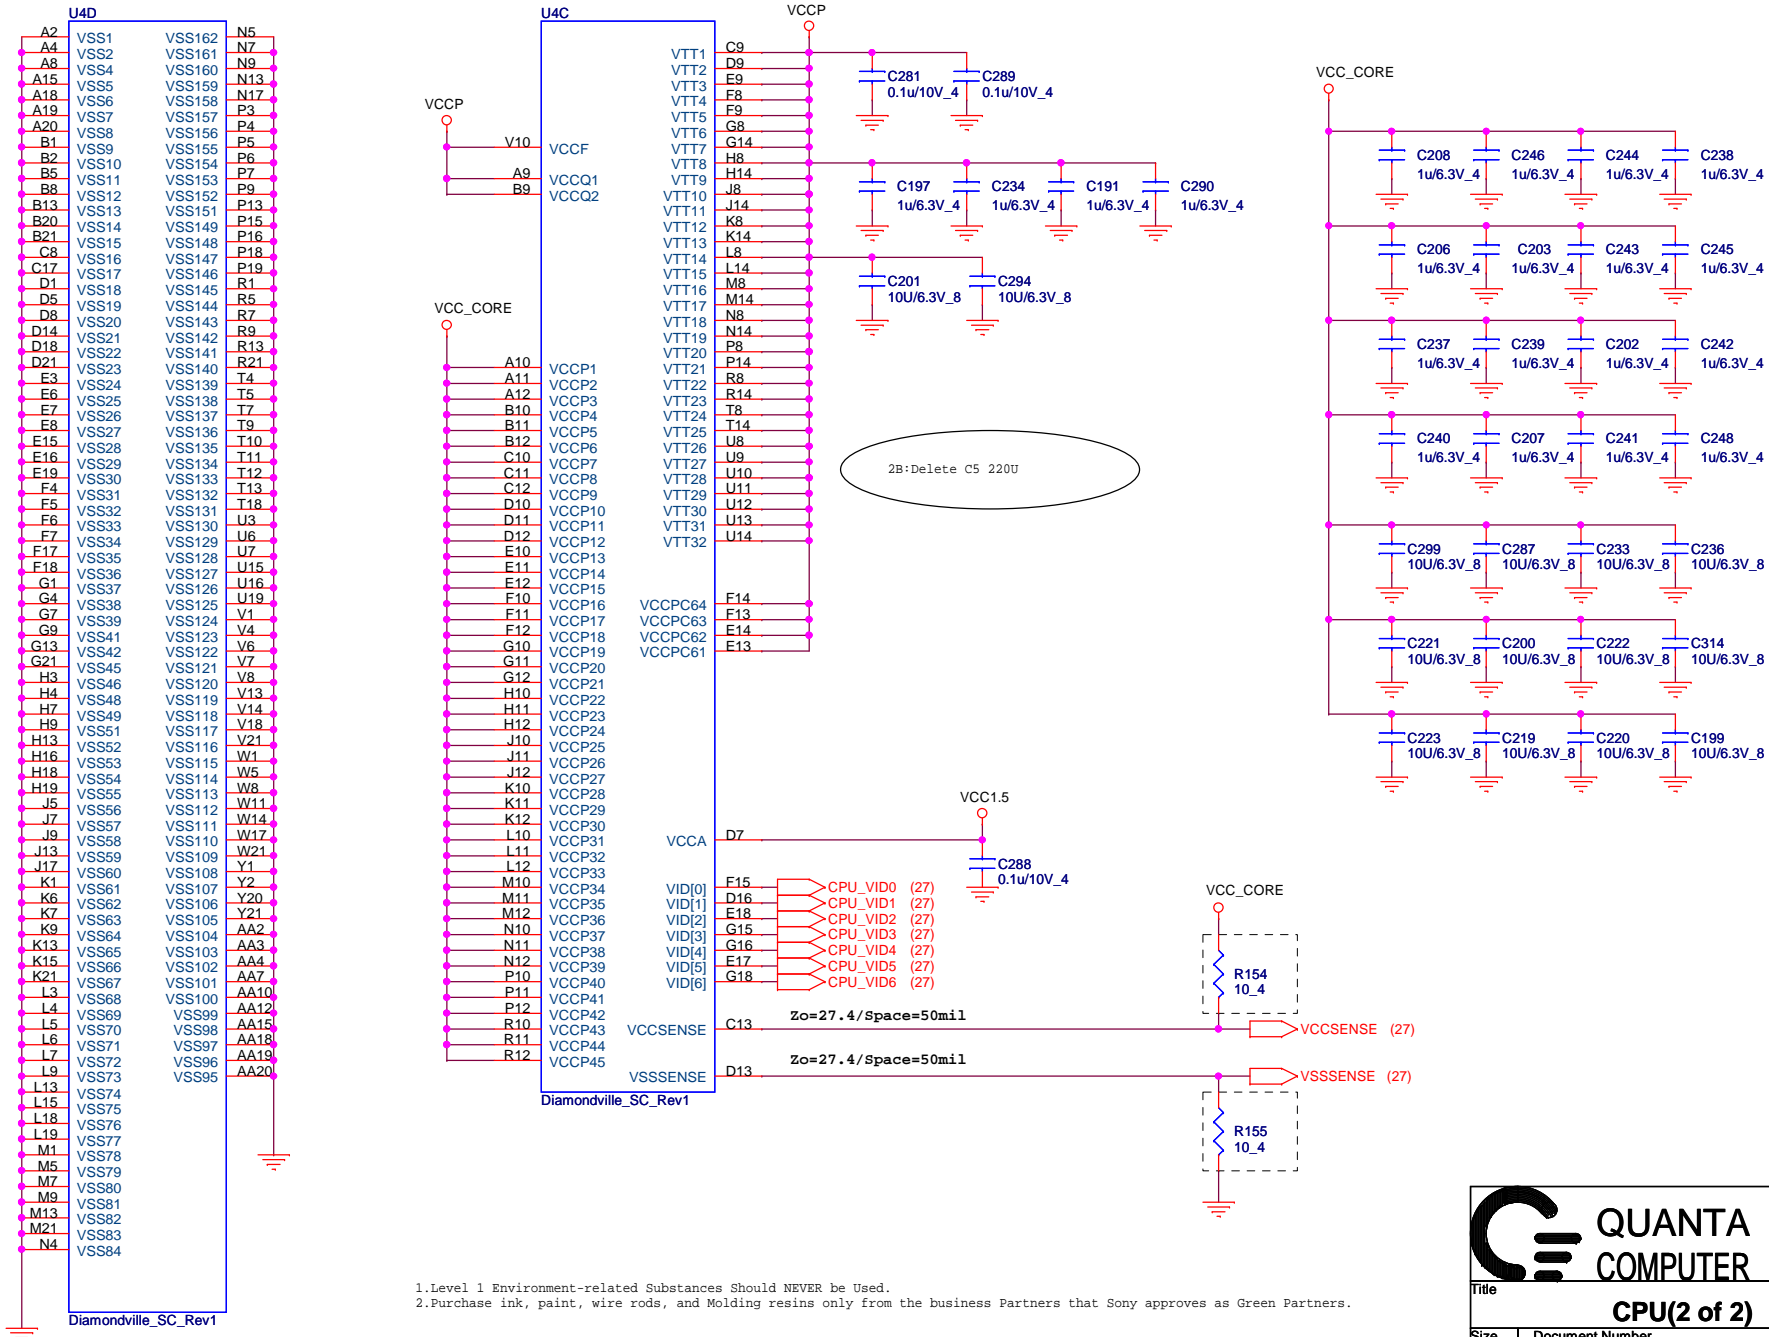 U4D
A2 VSS1 VSS162 N5
A4 VSS2 VSS161 N7
A8 VSS4 VSS160 N9
A15 VSS5 VSS159 N13
A18 VSS6 VSS158 N17
A19 VSS7 VSS157 P3
A20 VSS8 VSS156 P4
B1 VSS9 VSS155 P5
B2 VSS10 VSS154 P6
B5 VSS11 VSS153 P7
B8 VSS12 VSS152 P9
B13 VSS13 VSS151 P13
B20 VSS14 VSS149 P15
B21 VSS15 VSS148 P16
C8 VSS16 VSS147 P18
C17 VSS17 VSS146 P19
D1 VSS18 VSS145 R1
D5 VSS19 VSS144 R5
D8 VSS20 VSS143 R7
D14 VSS21 VSS142 R9
D18 VSS22 VSS141 R13
D21 VSS23 VSS140 R21
E3 VSS24 VSS139 T4
E6 VSS25 VSS138 T5
E7 VSS26 VSS137 T7
E8 VSS27 VSS136 T9
E15 VSS28 VSS135 T10
E16 VSS29 VSS134 T11
E19 VSS30 VSS133 T12
F4 VSS31 VSS132 T13
F5 VSS32 VSS131 T18
F6 VSS33 VSS130 U3
F7 VSS34 VSS129 U6
F17 VSS35 VSS128 U7
F18 VSS36 VSS127 U15
G1 VSS37 VSS126 U16
G4 VSS38 VSS125 U19
G7 VSS39 VSS124 V1
G9 VSS41 VSS123 V4
G13 VSS42 VSS122 V6
G21 VSS45 VSS121 V7
H3 VSS46 VSS120 V8
H4 VSS48 VSS119 V13
H7 VSS49 VSS118 V14
H9 VSS51 VSS117 V18
H13 VSS52 VSS116 V21
H16 VSS53 VSS115 W1
H18 VSS54 VSS114 W5
H19 VSS55 VSS113 W8
J5 VSS56 VSS112 W11
J7 VSS57 VSS111 W14
J9 VSS58 VSS110 W17
J13 VSS59 VSS109 W21
J17 VSS60 VSS108 Y1
K1 VSS61 VSS107 Y2
K6 VSS62 VSS106 Y20
K7 VSS63 VSS105 Y21
K9 VSS64 VSS104 AA2
K13 VSS65 VSS103 AA3
K15 VSS66 VSS102 AA4
K21 VSS67 VSS101 AA7
L3 VSS68 VSS100 AA10
L4 VSS69 VSS99 AA12
L5 VSS70 VSS98 AA15
L6 VSS71 VSS97 AA18
L7 VSS72 VSS96 AA19
L9 VSS73 VSS95 AA20
L13 VSS74
L15 VSS75
L18 VSS76
L19 VSS77
M1 VSS78
M5 VSS79
M7 VSS80
M9 VSS81
M13 VSS82
M21 VSS83
N4 VSS84
Diamondville_SC_Rev1
U4C
VCCP
V10 VCCF
A9 VCCQ1
B9 VCCQ2
VCC_CORE
A10 VCCP1
A11 VCCP2
A12 VCCP3
B10 VCCP4
B11 VCCP5
B12 VCCP6
C10 VCCP7
C11 VCCP8
C12 VCCP9
D10 VCCP10
D11 VCCP11
D12 VCCP12
E10 VCCP13
E11 VCCP14
E12 VCCP15
F10 VCCP16
F11 VCCP17
F12 VCCP18
G10 VCCP19
G11 VCCP20
G12 VCCP21
H10 VCCP22
H11 VCCP23
H12 VCCP24
J10 VCCP25
J11 VCCP26
J12 VCCP27
K10 VCCP28
K11 VCCP29
K12 VCCP30
L10 VCCP31
L11 VCCP32
L12 VCCP33
M10 VCCP34
M11 VCCP35
M12 VCCP36
N10 VCCP37
N11 VCCP38
N12 VCCP39
P10 VCCP40
P11 VCCP41
P12 VCCP42
R10 VCCP43
R11 VCCP44
R12 VCCP45
VCCP
VTT1 C9
VTT2 D9
VTT3 E9
VTT4 F8
VTT5 F9
VTT6 G8
VTT7 G14
VTT8 H8
VTT9 H14
VTT10 J8
VTT11 J14
VTT12 K8
VTT13 K14
VTT14 L8
VTT15 L14
VTT16 M8
VTT17 M14
VTT18 N8
VTT19 N14
VTT20 P8
VTT21 P14
VTT22 R8
VTT23 R14
VTT24 T8
VTT25 T14
VTT26 U8
VTT27 U9
VTT28 U10
VTT29 U11
VTT30 U12
VTT31 U13
VTT32 U14
VCCPC64 F14
VCCPC63 F13
VCCPC62 E14
VCCPC61 E13
VCCA D7
VID[0] F15 CPU_VID0 (27)
VID[1] D16 CPU_VID1 (27)
VID[2] E18 CPU_VID2 (27)
VID[3] G15 CPU_VID3 (27)
VID[4] G16 CPU_VID4 (27)
VID[5] E17 CPU_VID5 (27)
VID[6] G18 CPU_VID6 (27)
Zo=27.4/Space=50mil
VCCSENSE C13 VCCSENSE (27)
Zo=27.4/Space=50mil
VSSSENSE D13 VSSSENSE (27)
Diamondville_SC_Rev1
C281 C289
0.1u/10V_4 0.1u/10V_4
C197 C234 C191 C290
1u/6.3V_4 1u/6.3V_4 1u/6.3V_4 1u/6.3V_4
C201 C294
10U/6.3V_8 10U/6.3V_8
2B:Delete C5 220U
VCC1.5
C288
0.1u/10V_4
VCC_CORE
R154
10_4
R155
10_4
VCC_CORE
C208 C246 C244 C238
1u/6.3V_4 1u/6.3V_4 1u/6.3V_4 1u/6.3V_4
C206 C203 C243 C245
1u/6.3V_4 1u/6.3V_4 1u/6.3V_4 1u/6.3V_4
C237 C239 C202 C242
1u/6.3V_4 1u/6.3V_4 1u/6.3V_4 1u/6.3V_4
C240 C207 C241 C248
1u/6.3V_4 1u/6.3V_4 1u/6.3V_4 1u/6.3V_4
C299 C287 C233 C236
10U/6.3V_8 10U/6.3V_8 10U/6.3V_8 10U/6.3V_8
C221 C200 C222 C314
10U/6.3V_8 10U/6.3V_8 10U/6.3V_8 10U/6.3V_8
C223 C219 C220 C199
10U/6.3V_8 10U/6.3V_8 10U/6.3V_8 10U/6.3V_8
1.Level 1 Environment-related Substances Should NEVER be Used.
2.Purchase ink, paint, wire rods, and Molding resins only from the business Partners that Sony approves as Green Partners.
QUANTA
COMPUTER
Title
CPU(2 of 2)
Size Document Number